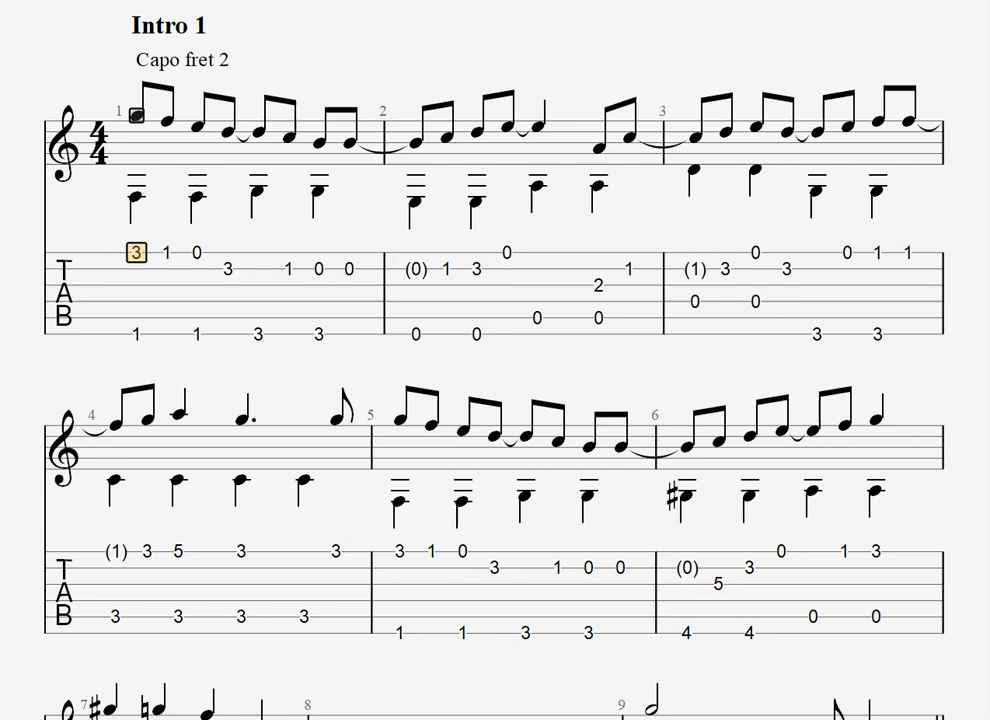 Intro 1
Capo fret 2
1 2 3
4
4
3 1 0 0 0 0 1 1
T 3 1 0 0 (0) 1 3 1 (1) 3 3
A 2
0 0
B 0 0
1 1 3 3 0 0 3 3
4 5 6
(1) 3 5 3 3 3 1 0 0 1 3
T 3 1 0 0 (0) 3
A 5
B 3 3 3 3 0 0
1 1 3 3 4 4
7 8 9